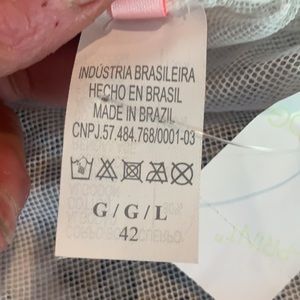 INDÚSTRIA BRASILEIRA
HECHO EN BRASIL
MADE IN BRAZIL
CNPJ.57.484.768/0001-03
G/G/L
42